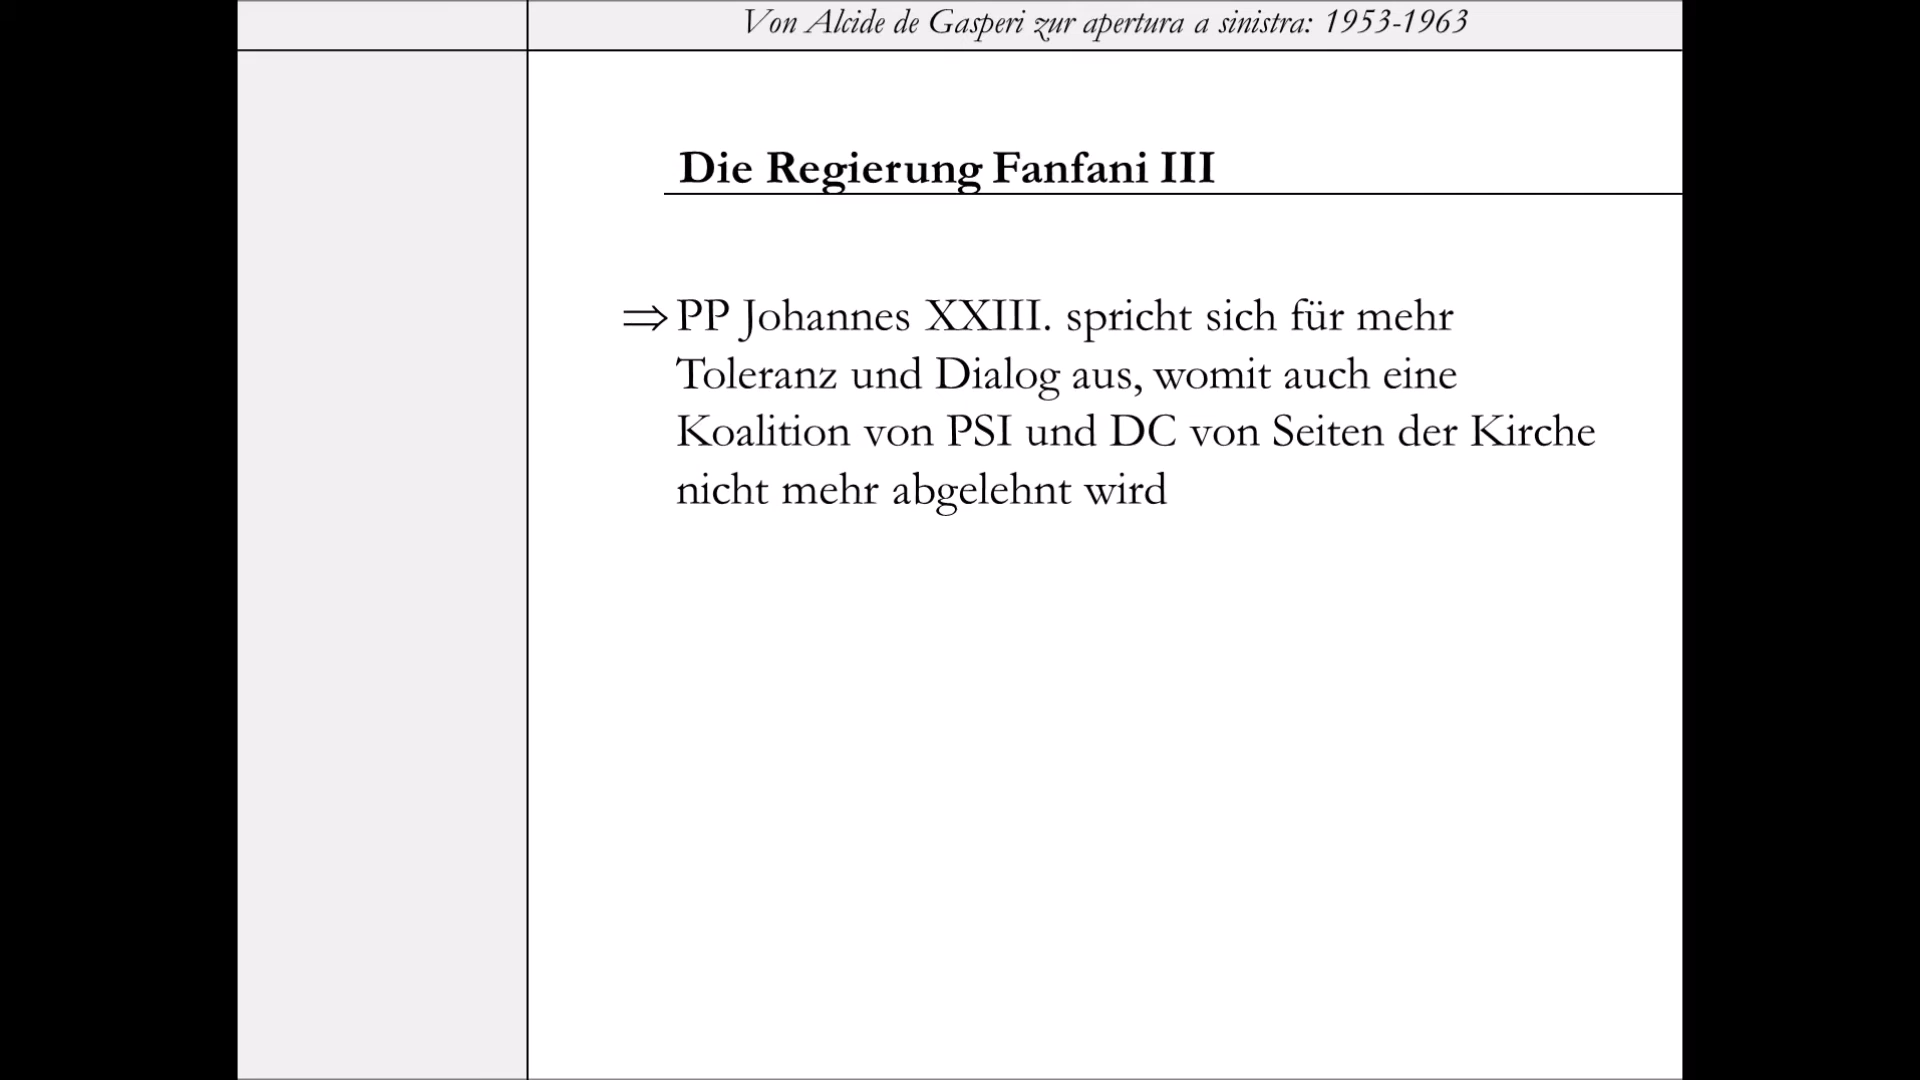 Von Alcide de Gasperi zur apertura a sinistra: 1953-1963
Die Regierung Fanfani III
⇒ PP Johannes XXIII. spricht sich für mehr
Toleranz und Dialog aus, womit auch eine
Koalition von PSI und DC von Seiten der Kirche
nicht mehr abgelehnt wird